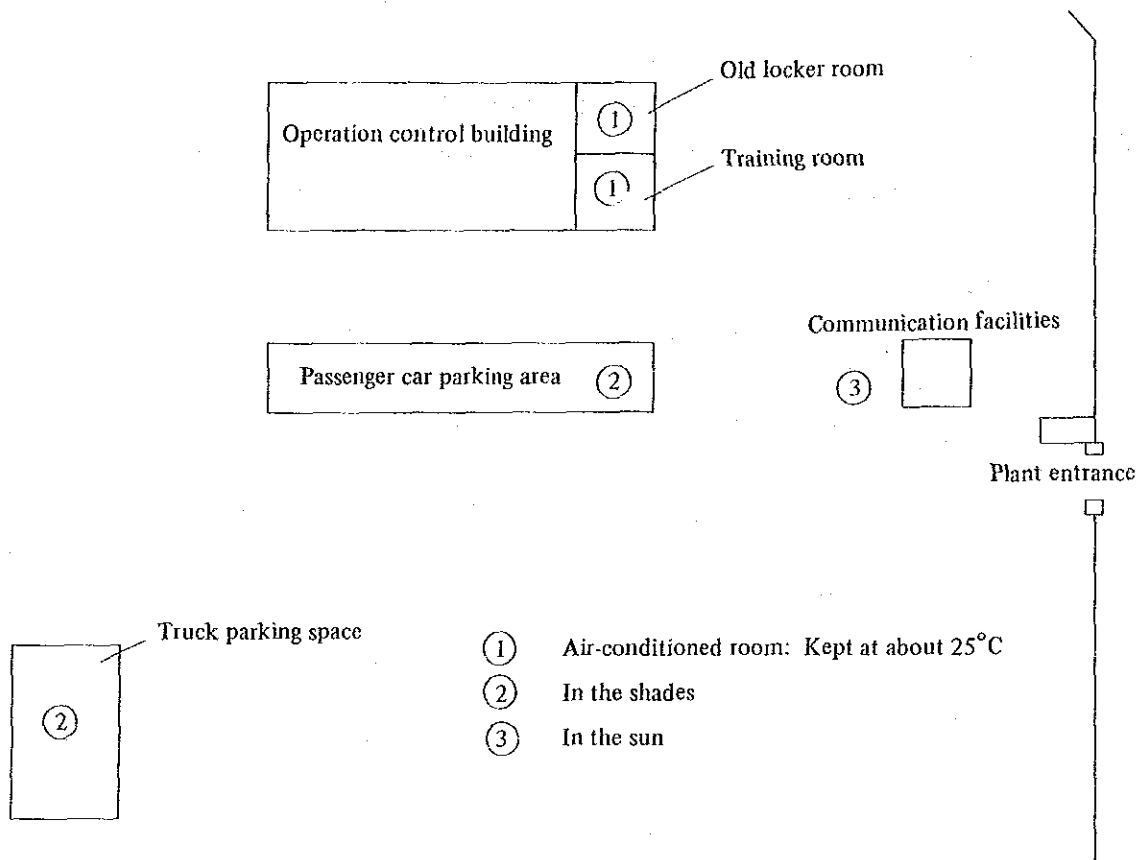 Old locker room
Operation control building
①
Training room
①
Communication facilities
Passenger car parking area
②
③
Plant entrance
Truck parking space
②
① Air-conditioned room: Kept at about 25°C
② In the shades
③ In the sun